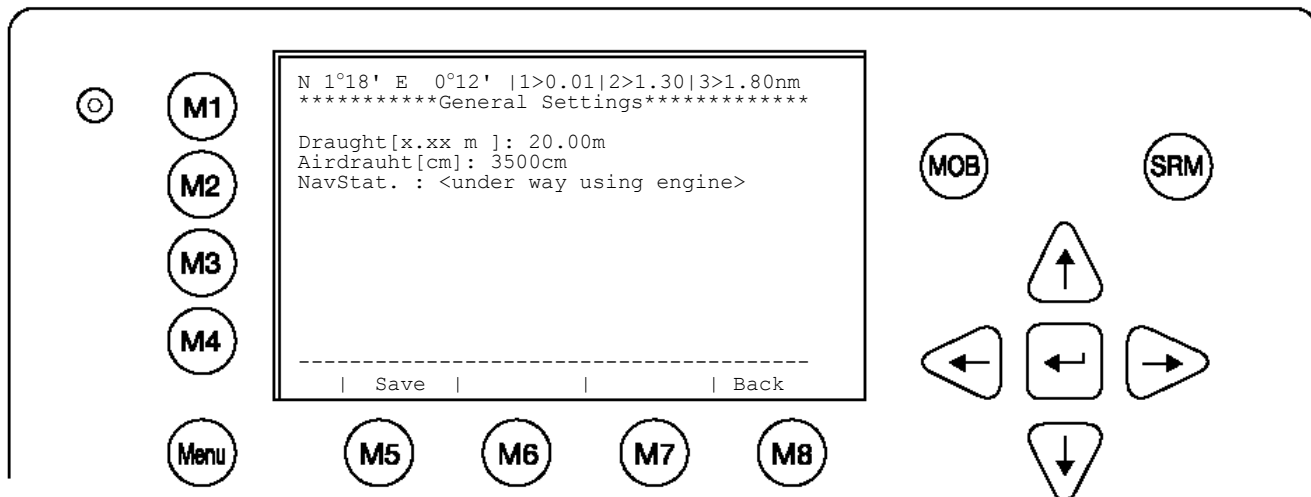 N 1°18' E  0°12' |1>0.01|2>1.30|3>1.80nm
***********General Settings*************
Draught[x.xx m ]: 20.00m
Airdrauht[cm]: 3500cm
NavStat. : <under way using engine>
----------------------------------------
| Save | | | Back
M1
M2
M3
M4
Menu
M5
M6
M7
M8
MOB
SRM